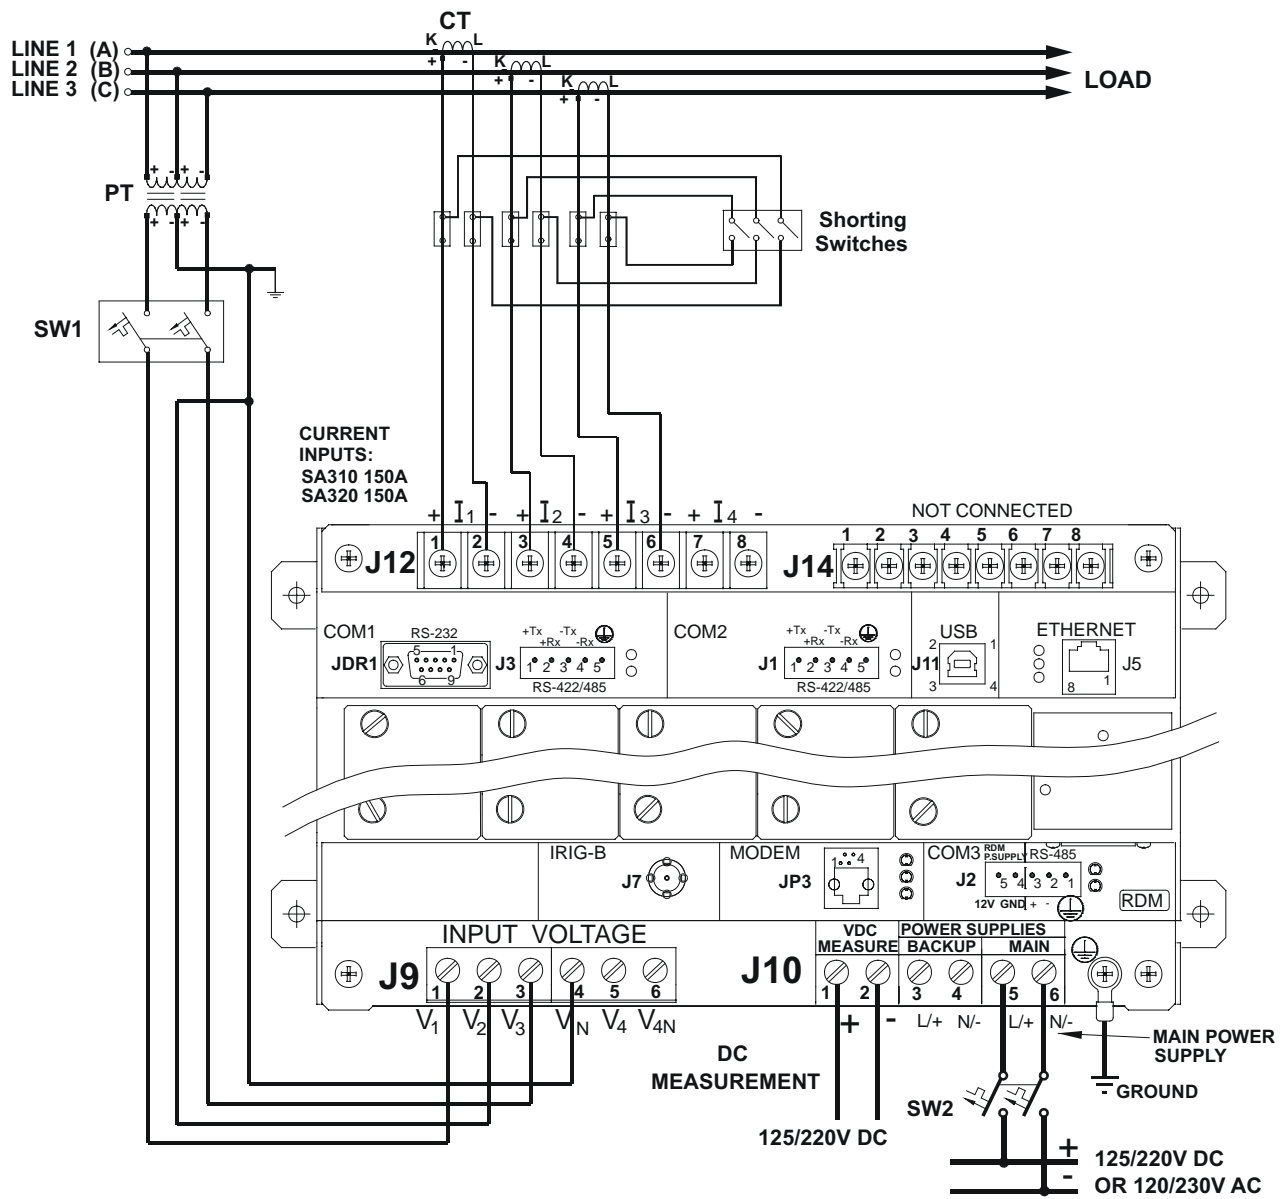 CT
K L
LINE 1 (A)
+ -
K L
LINE 2 (B)
+ -
K L
LINE 3 (C)
+ -
LOAD
+ - + -
PT
+ - + -
Shorting
Switches
SW1
CURRENT
INPUTS:
SA310 150A
SA320 150A
+ I1 - + I2 - + I3 - + I4 -
NOT CONNECTED
J12
1 2 3 4 5 6 7 8
J14
1 2 3 4 5 6 7 8
COM1
RS-232
JDR1
5 1
6 9
J3
+Tx -Tx
+Rx -Rx
1 2 3 4 5
RS-422/485
COM2
J1
+Tx -Tx
+Rx -Rx
1 2 3 4 5
RS-422/485
USB
J11
2 1
3 4
ETHERNET
J5
8 1
IRIG-B
J7
MODEM
JP3
1 4
COM3
RDM
P.SUPPLY
RS-485
J2
5 4 3 2 1
12V GND + -
RDM
INPUT VOLTAGE
J9
1 2 3 4 5 6
V1 V2 V3 VN V4 V4N
J10
VDC
MEASURE
POWER SUPPLIES
BACKUP MAIN
1 2 3 4 5 6
+ - L/+ N/- L/+ N/-
MAIN POWER
SUPPLY
DC
MEASUREMENT
GROUND
SW2
125/220V DC
+
125/220V DC
-
OR 120/230V AC